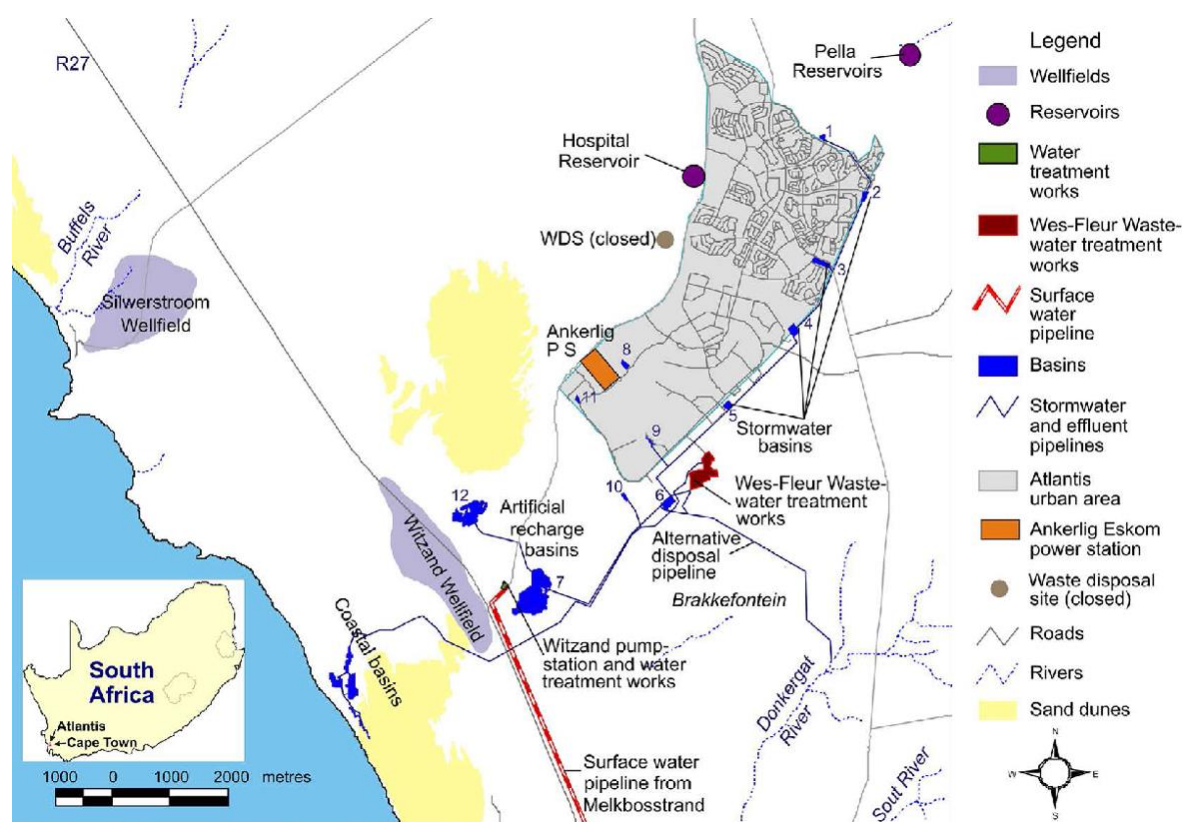 R27
Pella
Reservoirs
Hospital
Reservoir
WDS (closed)
Buffels
River
Silwerstroom
Wellfield
Ankerlig
P S
1
2
3
4
5
6
7
8
9
10
11
12
Stormwater
basins
Wes-Fleur Waste-
water treatment
works
Artificial
recharge
basins
Witzand Wellfield
Alternative
disposal
pipeline
Brakkefontein
Coastal basins
Witzand pump-
station and water
treatment works
Donkergat
River
Sout River
Surface water
pipeline from
Melkbosstrand
South
Africa
Atlantis
Cape Town
1000 0 1000 2000 metres
Legend
Wellfields
Reservoirs
Water
treatment
works
Wes-Fleur Waste-
water treatment
works
Surface
water
pipeline
Basins
Stormwater
and effluent
pipelines
Atlantis
urban area
Ankerlig Eskom
power station
Waste disposal
site (closed)
Roads
Rivers
Sand dunes
N
W
E
S